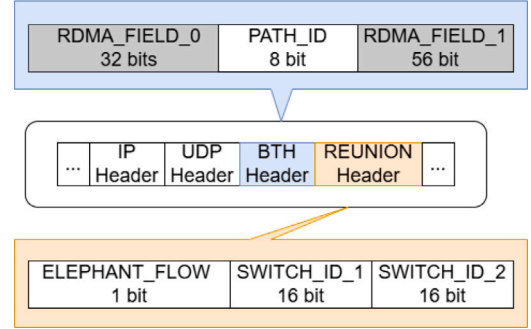 RDMA_FIELD_0 PATH_ID RDMA_FIELD_1
32 bits 8 bit 56 bit
... IP UDP BTH REUNION ...
Header Header Header Header
ELEPHANT_FLOW SWITCH_ID_1 SWITCH_ID_2
1 bit 16 bit 16 bit